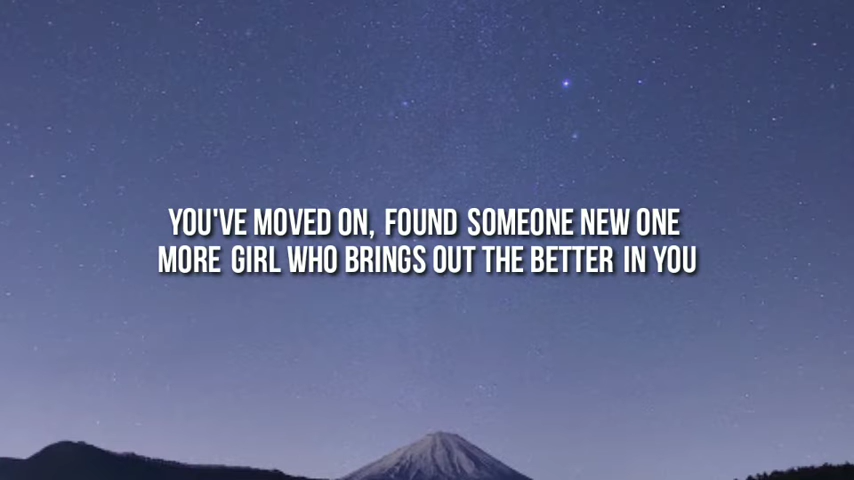 YOU'VE MOVED ON, FOUND SOMEONE NEW ONE
MORE GIRL WHO BRINGS OUT THE BETTER IN YOU